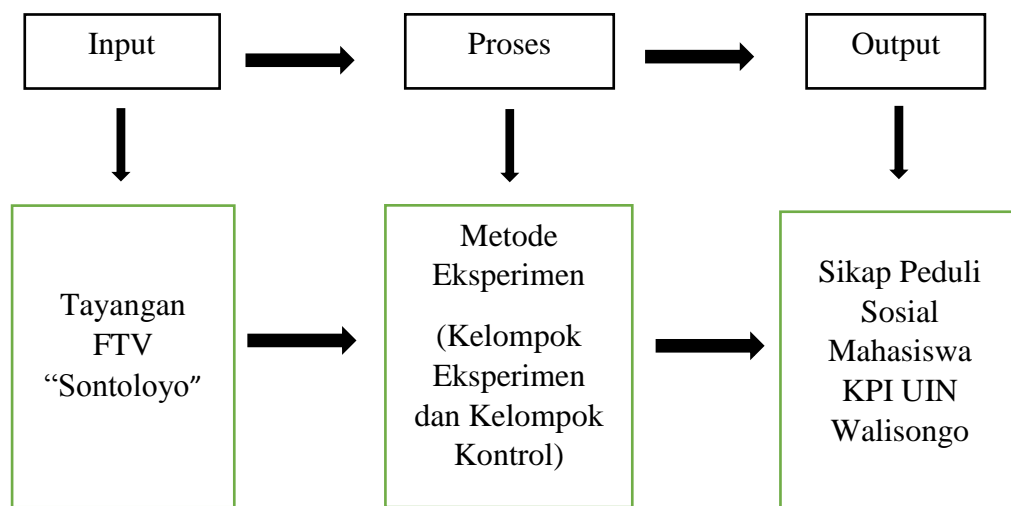 Input
Proses
Output
Tayangan
FTV
“Sontoloyo”
Metode
Eksperimen
(Kelompok
Eksperimen
dan Kelompok
Kontrol)
Sikap Peduli
Sosial
Mahasiswa
KPI UIN
Walisongo